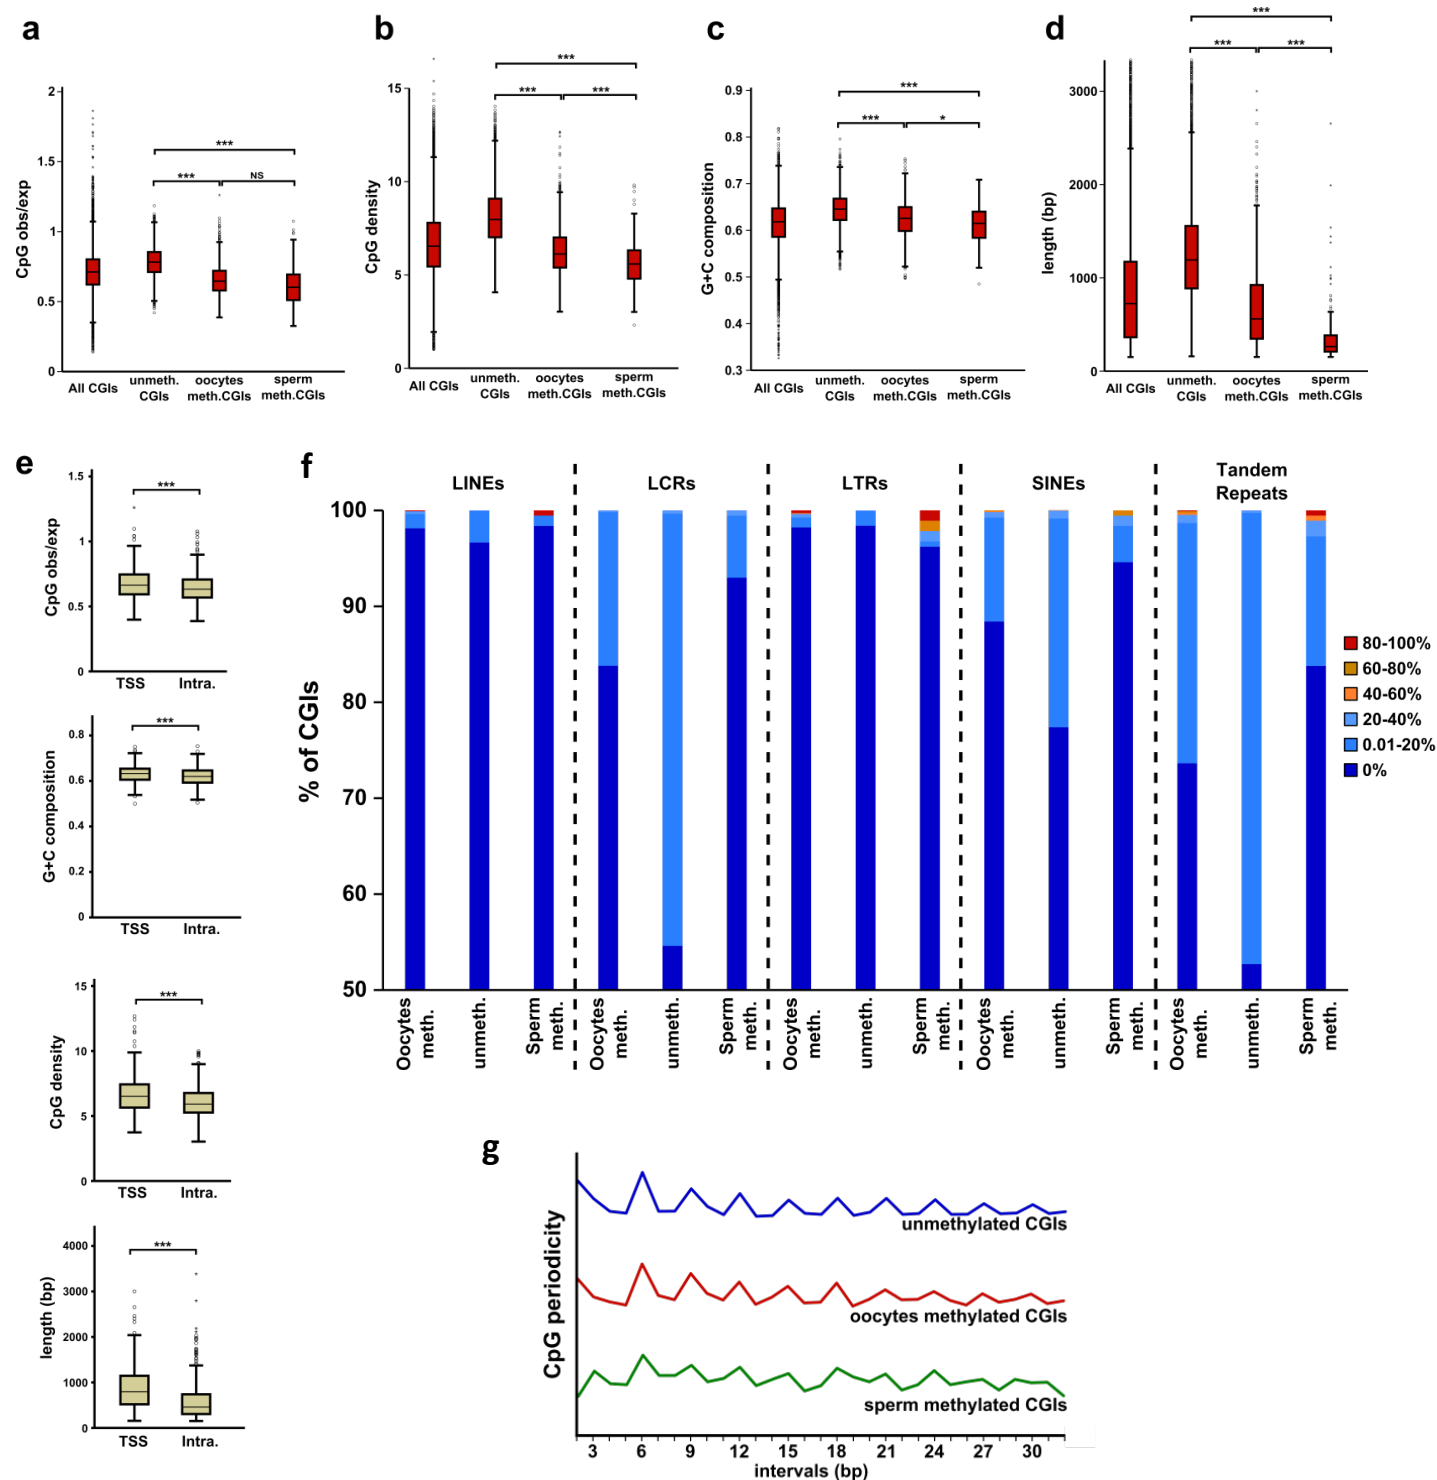 a
CpG obs/exp
2
1.5
1
0.5
0
***
***
NS
All CGIs
unmeth.
CGIs
oocytes
meth.CGIs
sperm
meth.CGIs
b
CpG density
15
10
5
0
***
***
***
All CGIs
unmeth.
CGIs
oocytes
meth.CGIs
sperm
meth.CGIs
c
G+C composition
0.9
0.8
0.7
0.6
0.5
0.4
0.3
***
***
*
All CGIs
unmeth.
CGIs
oocytes
meth.CGIs
sperm
meth.CGIs
d
length (bp)
3000
2000
1000
0
***
***
***
All CGIs
unmeth.
CGIs
oocytes
meth.CGIs
sperm
meth.CGIs
e
CpG obs/exp
1.5
1
0.5
0
***
TSS
Intra.
G+C composition
0.8
0.6
0.4
0.2
0
***
TSS
Intra.
CpG density
15
10
5
0
***
TSS
Intra.
length (bp)
4000
3000
2000
1000
0
***
TSS
Intra.
f
% of CGIs
100
90
80
70
60
50
LINEs
LCRs
LTRs
SINEs
Tandem
Repeats
Oocytes
meth.
unmeth.
Sperm
meth.
Oocytes
meth.
unmeth.
Sperm
meth.
Oocytes
meth.
unmeth.
Sperm
meth.
Oocytes
meth.
unmeth.
Sperm
meth.
Oocytes
meth.
unmeth.
Sperm
meth.
80-100%
60-80%
40-60%
20-40%
0.01-20%
0%
g
CpG periodicity
unmethylated CGIs
oocytes methylated CGIs
sperm methylated CGIs
3 6 9 12 15 18 21 24 27 30
intervals (bp)